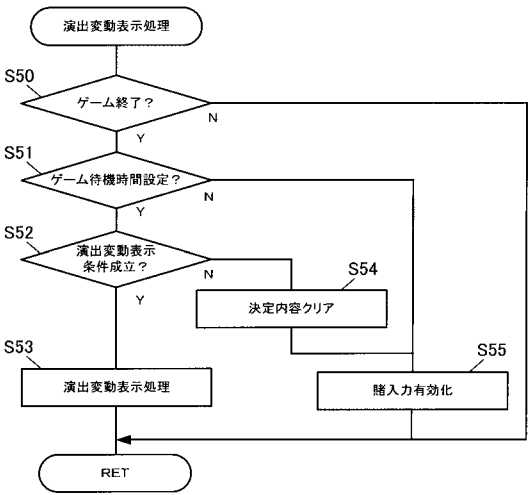 演出変動表示処理
S50
ゲーム終了？
N
Y
S51
ゲーム待機時間設定？
N
Y
S52
演出変動表示
条件成立？
N
Y
S54
決定内容クリア
S53
演出変動表示処理
S55
賭入力有効化
RET